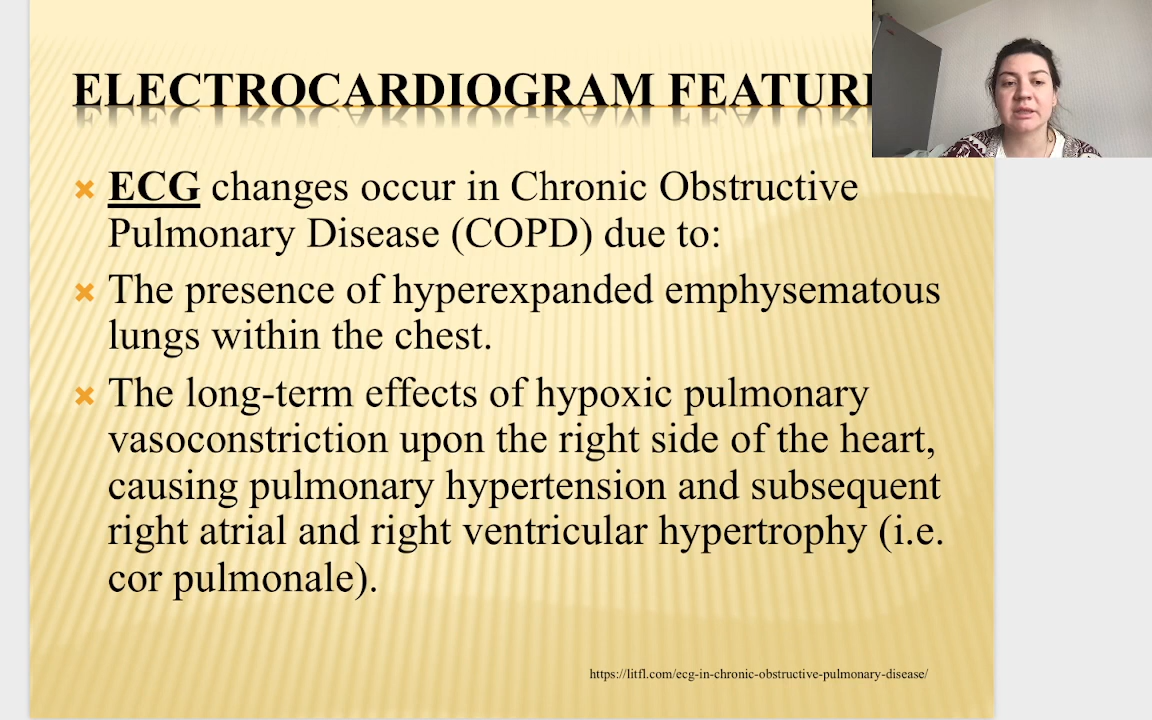 ELECTROCARDIOGRAM
ECG changes occur in Chronic Obstructive
Pulmonary Disease (COPD) due to:
The presence of hyperexpanded emphysematous
lungs within the chest.
The long-term effects of hypoxic pulmonary
vasoconstriction upon the right side of the heart,
causing pulmonary hypertension and subsequent
right atrial and right ventricular hypertrophy (i.e.
cor pulmonale).
https://litfl.com/ecg-in-chronic-obstructive-pulmonary-disease/